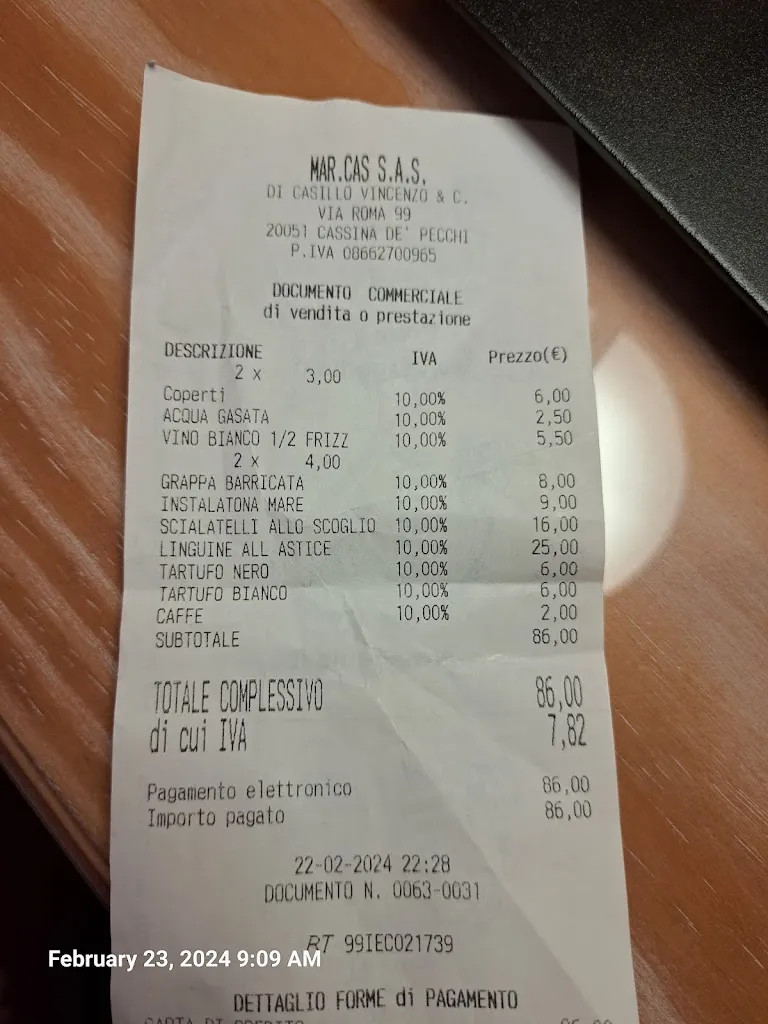 MAR.CAS S.A.S.
DI CASILLO VINCENZO & C.
VIA ROMA 99
20051 CASSINA DE' PECCHI
P.IVA 08662700965
DOCUMENTO COMMERCIALE
di vendita o prestazione
DESCRIZIONE IVA Prezzo(€)
2 x 3,00
Coperti 10,00% 6,00
ACQUA GASATA 10,00% 2,50
VINO BIANCO 1/2 FRIZZ 10,00% 5,50
2 x 4,00
GRAPPA BARRICATA 10,00% 8,00
INSTALATONA MARE 10,00% 9,00
SCIALATELLI ALLO SCOGLIO 10,00% 16,00
LINGUINE ALL ASTICE 10,00% 25,00
TARTUFO NERO 10,00% 6,00
TARTUFO BIANCO 10,00% 6,00
CAFFE 10,00% 2,00
SUBTOTALE 86,00
TOTALE COMPLESSIVO 86,00
di cui IVA 7,82
Pagamento elettronico 86,00
Importo pagato 86,00
22-02-2024 22:28
DOCUMENTO N. 0063-0031
RT 99IEC021739
February 23, 2024 9:09 AM
DETTAGLIO FORME di PAGAMENTO
CARTA DI CREDITO 86,00